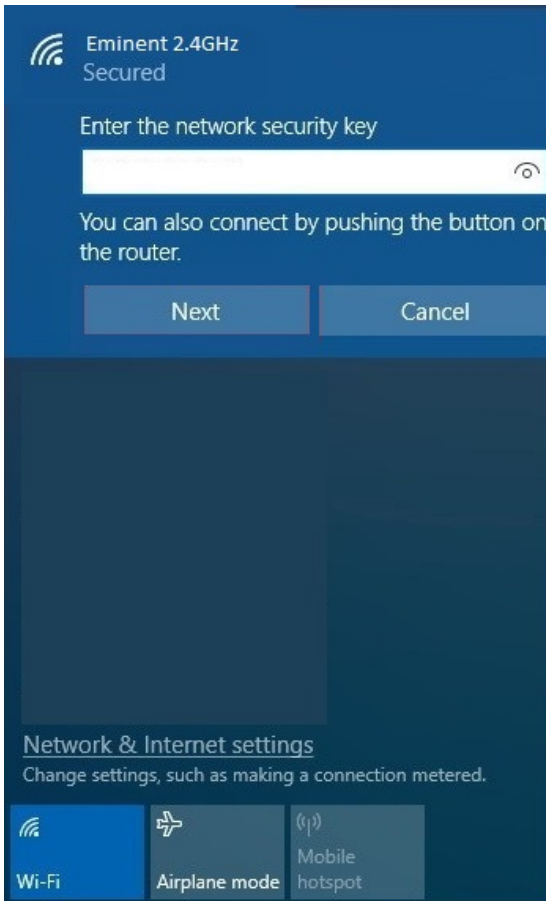 Eminent 2.4GHz
Secured
Enter the network security key
You can also connect by pushing the button on
the router.
Next
Cancel
Network & Internet settings
Change settings, such as making a connection metered.
Wi-Fi
Airplane mode
Mobile
hotspot